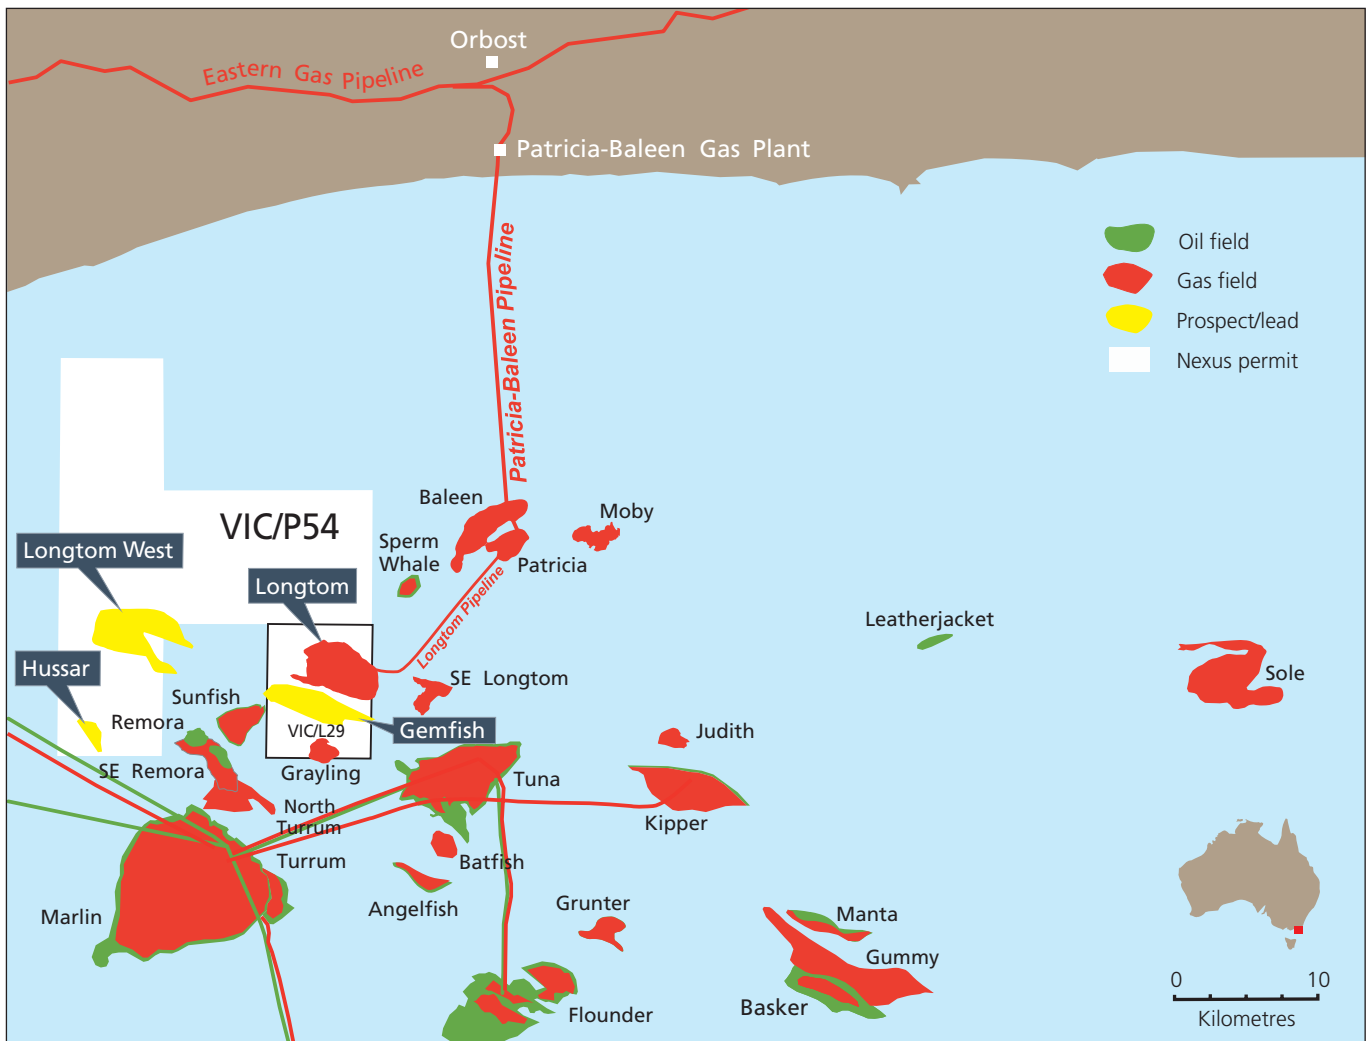 Orbost
Eastern Gas Pipeline
Patricia-Baleen Gas Plant
Patricia-Baleen Pipeline
Oil field
Gas field
Prospect/lead
Nexus permit
Baleen
Moby
VIC/P54
Sperm
Whale
Patricia
Longtom West
Longtom
Longtom Pipeline
Leatherjacket
Hussar
SE Longtom
Sole
Sunfish
Remora
VIC/L29
Gemfish
Judith
SE Remora
Grayling
Tuna
North
Turrum
Kipper
Turrum
Batfish
Marlin
Angelfish
Grunter
Manta
Gummy
Basker
Flounder
0 10
Kilometres